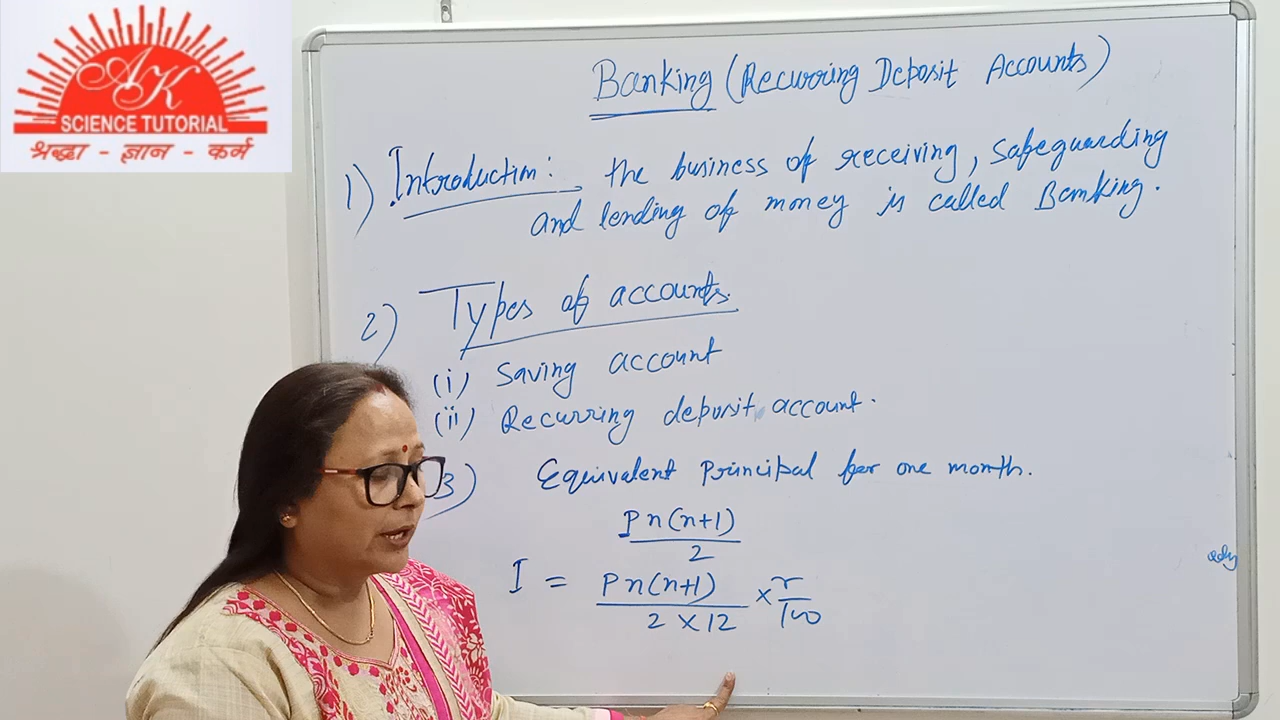 AK
SCIENCE TUTORIAL
श्रद्धा - ज्ञान - कर्म
Banking (Recurring Deposit Accounts)
1) Introduction: the business of receiving, safeguarding
and lending of money is called Banking.
2) Types of accounts.
(i) Saving account
(ii) Recurring deposit account.
3) Equivalent principal for one month.
Pn(n+1)
2
I = Pn(n+1) / 2 × 12 × r / 100